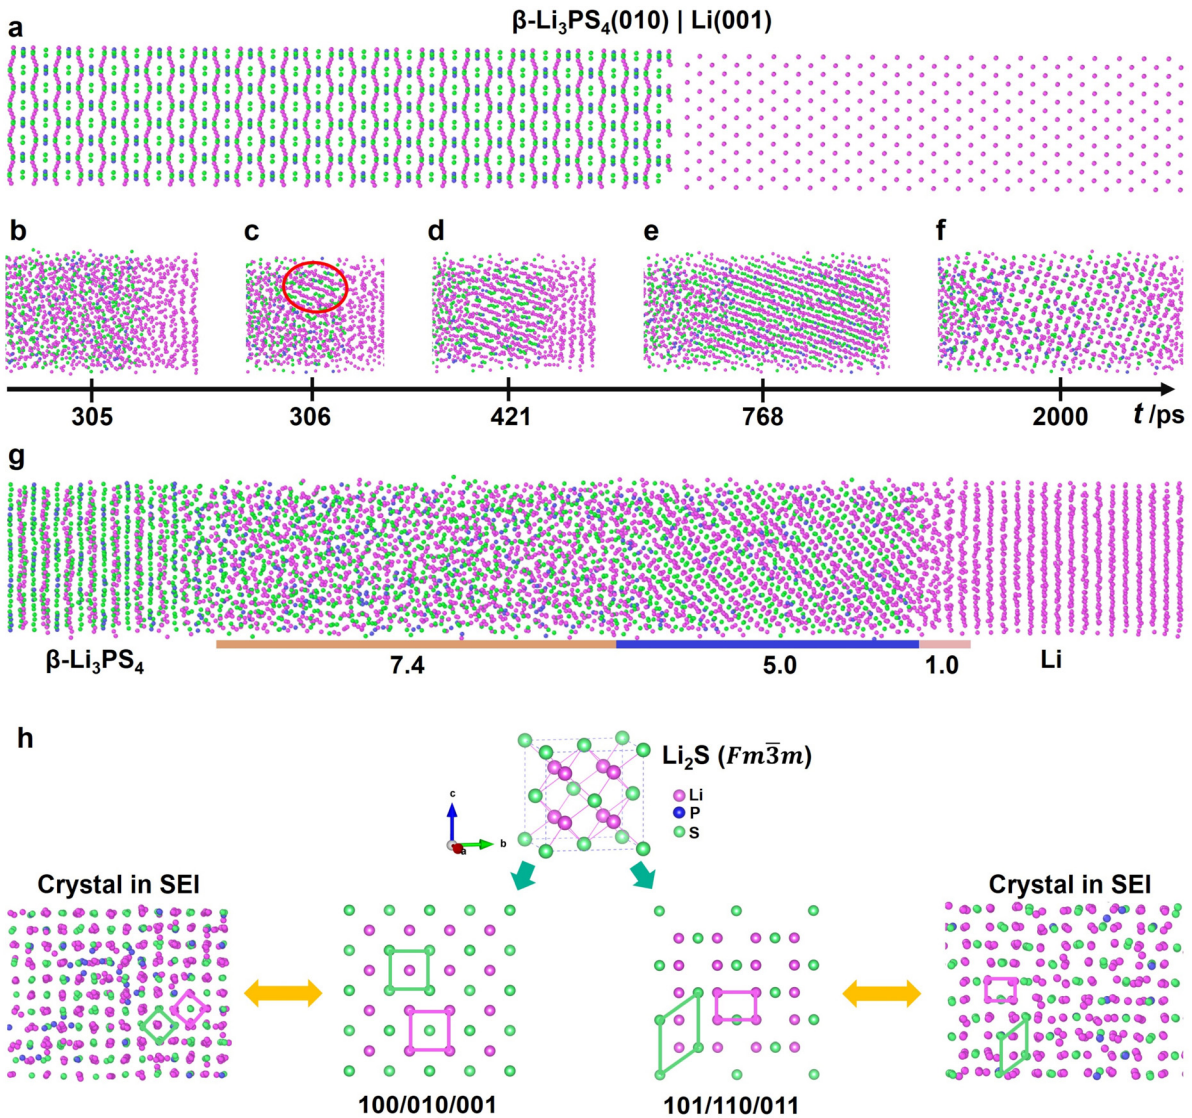 a
β-Li₃PS₄(010) | Li(001)
b
c
d
e
f
305
306
421
768
2000
t /ps
g
β-Li₃PS₄
7.4
5.0
1.0
Li
h
Li₂S (Fm3̅m)
Li
P
S
c
b
a
Crystal in SEI
Crystal in SEI
100/010/001
101/110/011